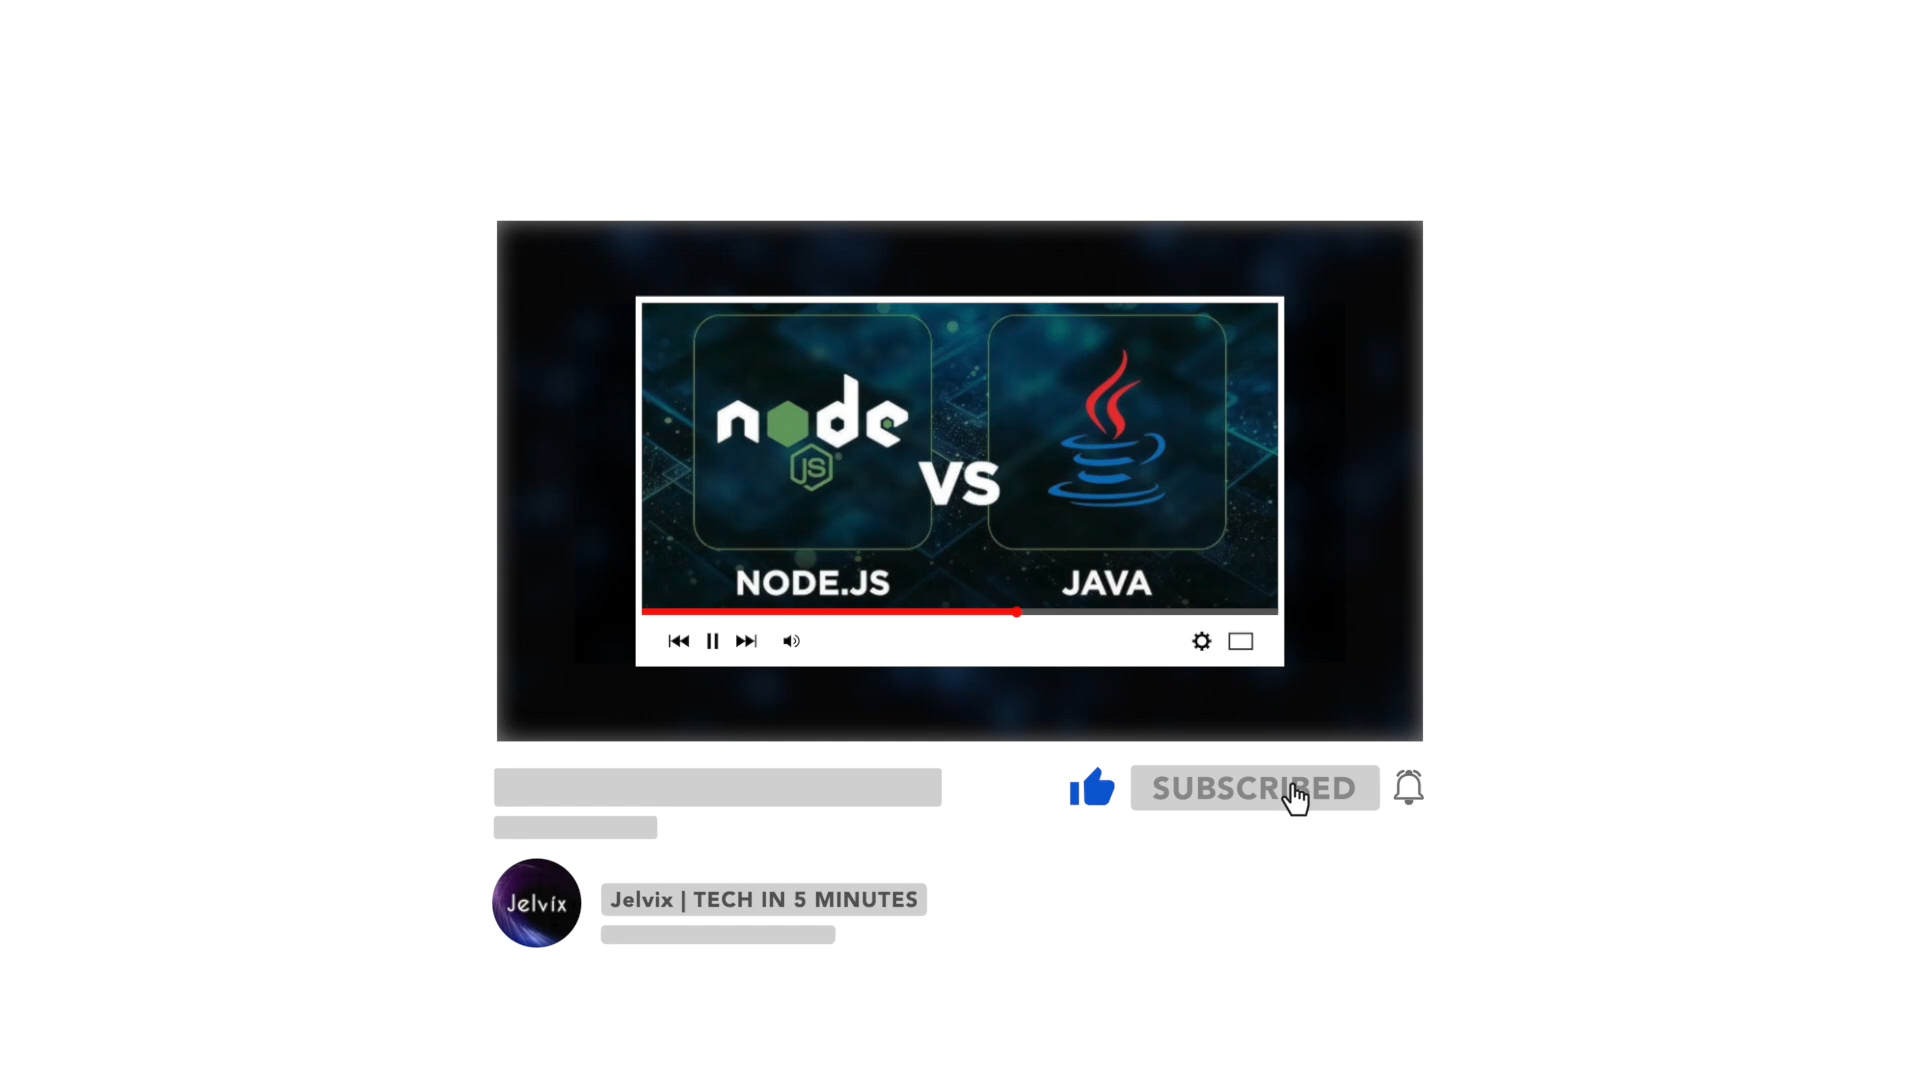 node
JS
VS
NODE.JS
JAVA
SUBSCRIBED
Jelvix
Jelvix | TECH IN 5 MINUTES